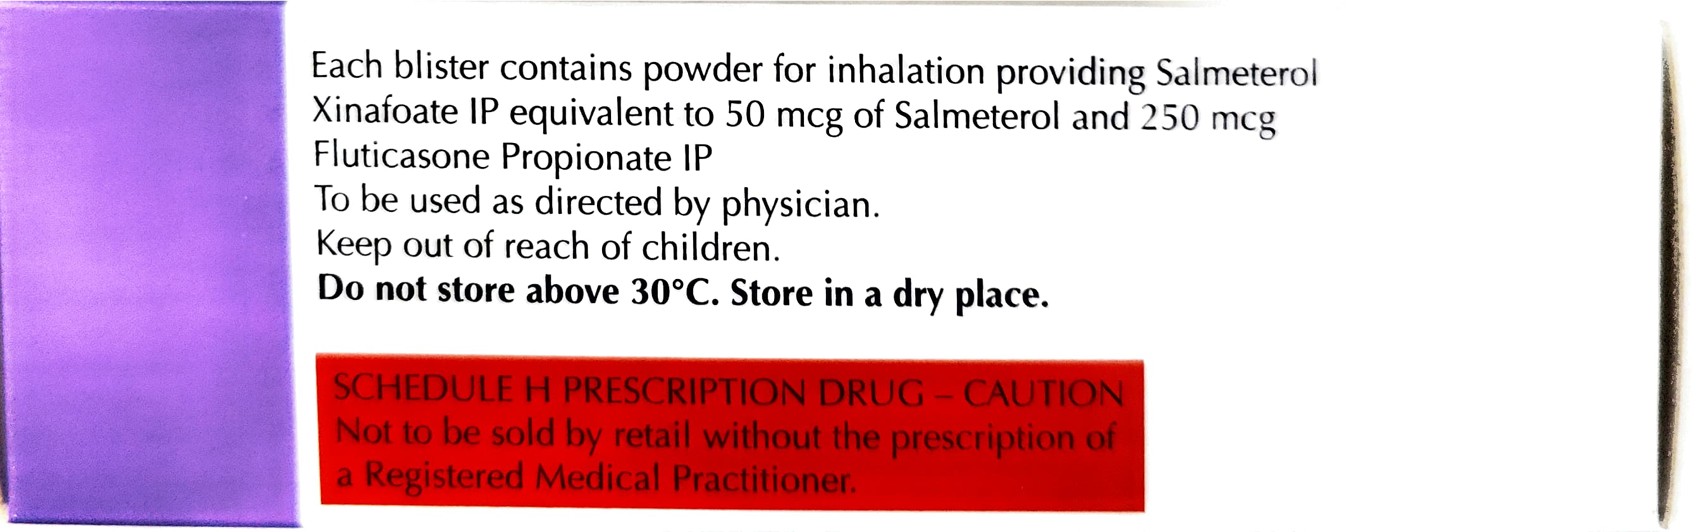 Each blister contains powder for inhalation providing Salmeterol
Xinafoate IP equivalent to 50 mcg of Salmeterol and 250 mcg
Fluticasone Propionate IP
To be used as directed by physician.
Keep out of reach of children.
Do not store above 30°C. Store in a dry place.
SCHEDULE H PRESCRIPTION DRUG – CAUTION
Not to be sold by retail without the prescription of
a Registered Medical Practitioner.